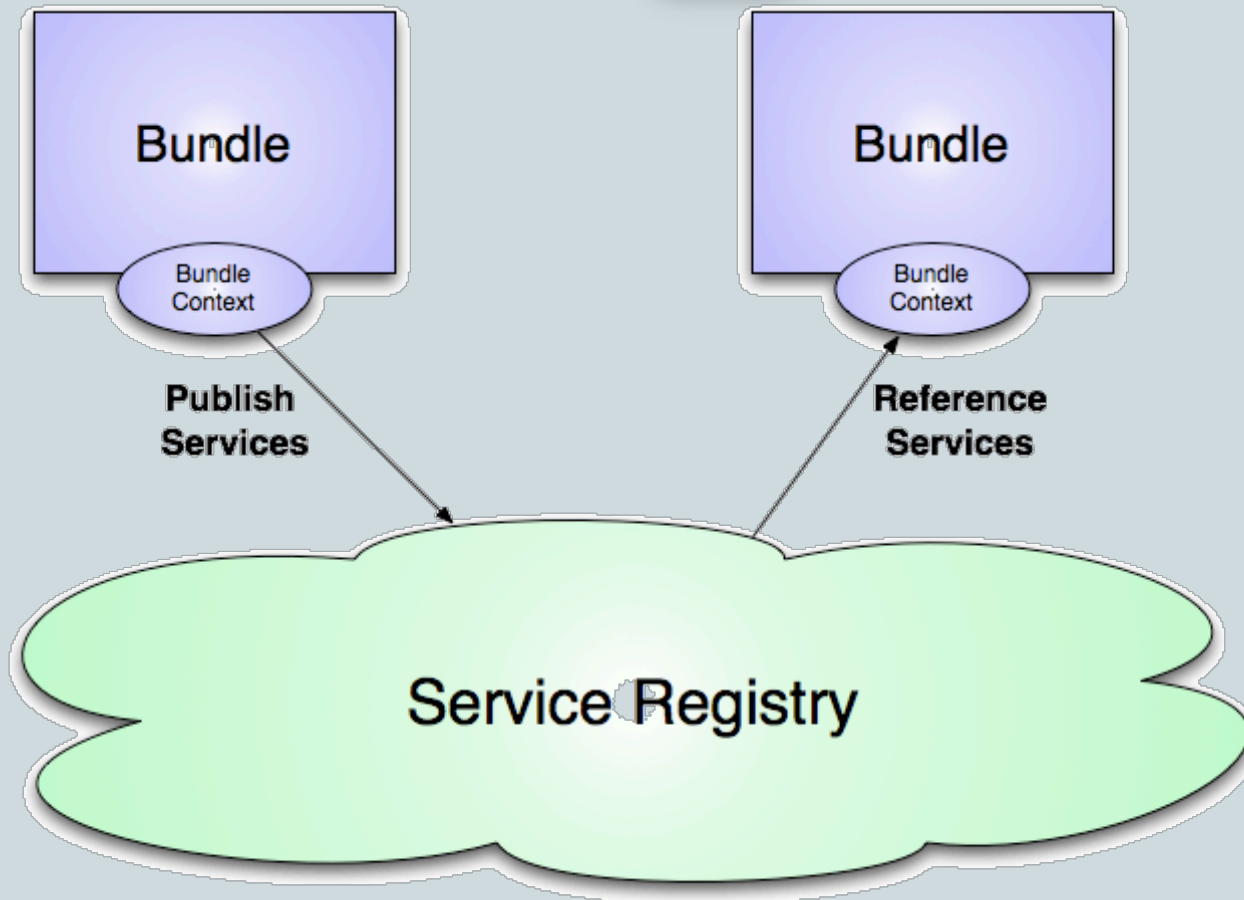 Bundle
Bundle
Context
Publish
Services
Bundle
Bundle
Context
Reference
Services
Service Registry